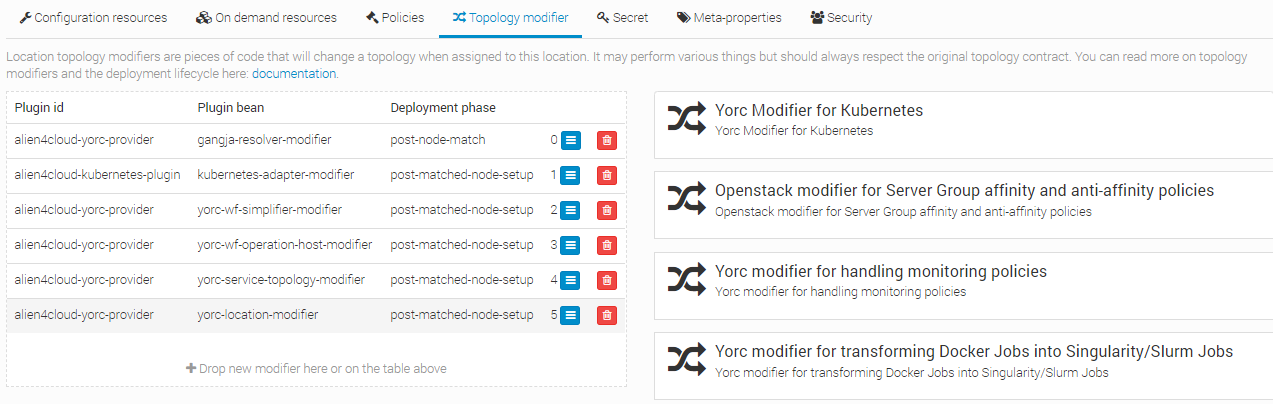 Configuration resources On demand resources Policies Topology modifier Secret Meta-properties Security
Location topology modifiers are pieces of code that will change a topology when assigned to this location. It may perform various things but should always respect the original topology contract. You can read more on topology
modifiers and the deployment lifecycle here: documentation.
Plugin id Plugin bean Deployment phase
alien4cloud-yorc-provider gangja-resolver-modifier post-node-match 0
alien4cloud-kubernetes-plugin kubernetes-adapter-modifier post-matched-node-setup 1
alien4cloud-yorc-provider yorc-wf-simplifier-modifier post-matched-node-setup 2
alien4cloud-yorc-provider yorc-wf-operation-host-modifier post-matched-node-setup 3
alien4cloud-yorc-provider yorc-service-topology-modifier post-matched-node-setup 4
alien4cloud-yorc-provider yorc-location-modifier post-matched-node-setup 5
Drop new modifier here or on the table above
Yorc Modifier for Kubernetes
Yorc Modifier for Kubernetes
Openstack modifier for Server Group affinity and anti-affinity policies
Openstack modifier for Server Group affinity and anti-affinity policies
Yorc modifier for handling monitoring policies
Yorc modifier for handling monitoring policies
Yorc modifier for transforming Docker Jobs into Singularity/Slurm Jobs
Yorc modifier for transforming Docker Jobs into Singularity/Slurm Jobs